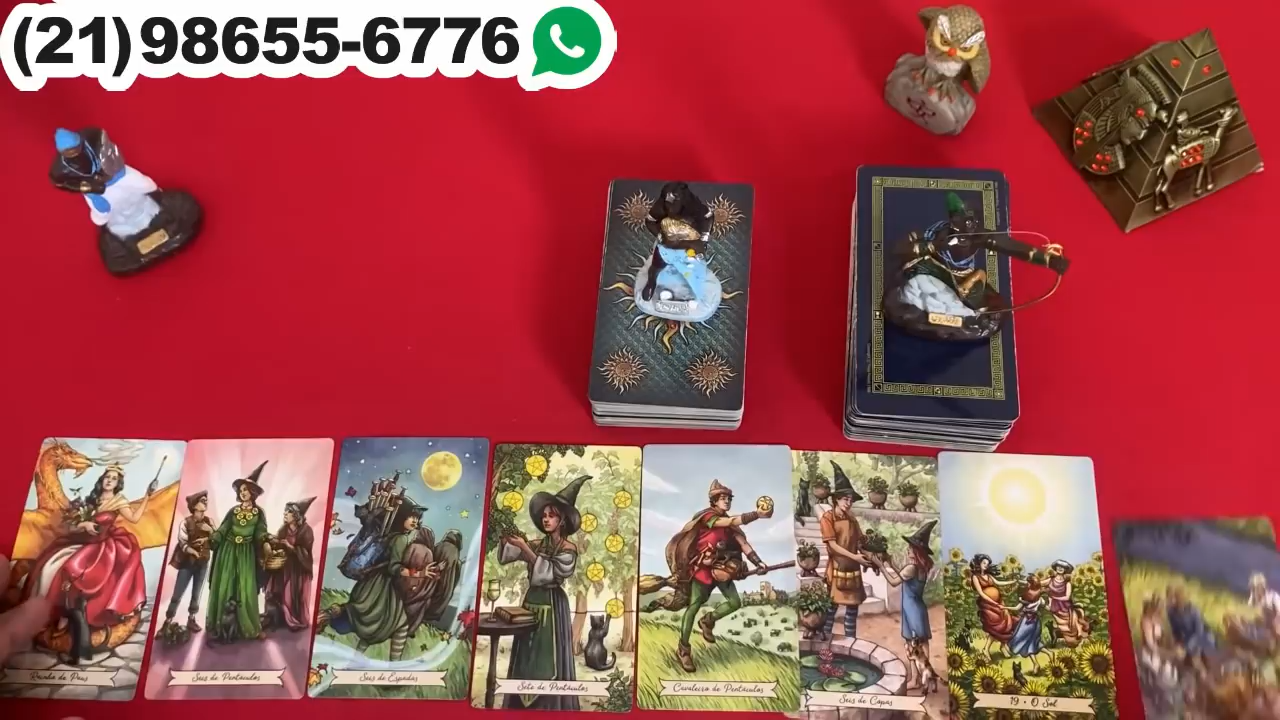 (21)98655-6776
Rainha de Paus
Seis de Pentáculos
Seis de Espadas
Sete de Pentáculos
Cavaleiro de Pentáculos
Seis de Copas
19 • O Sol